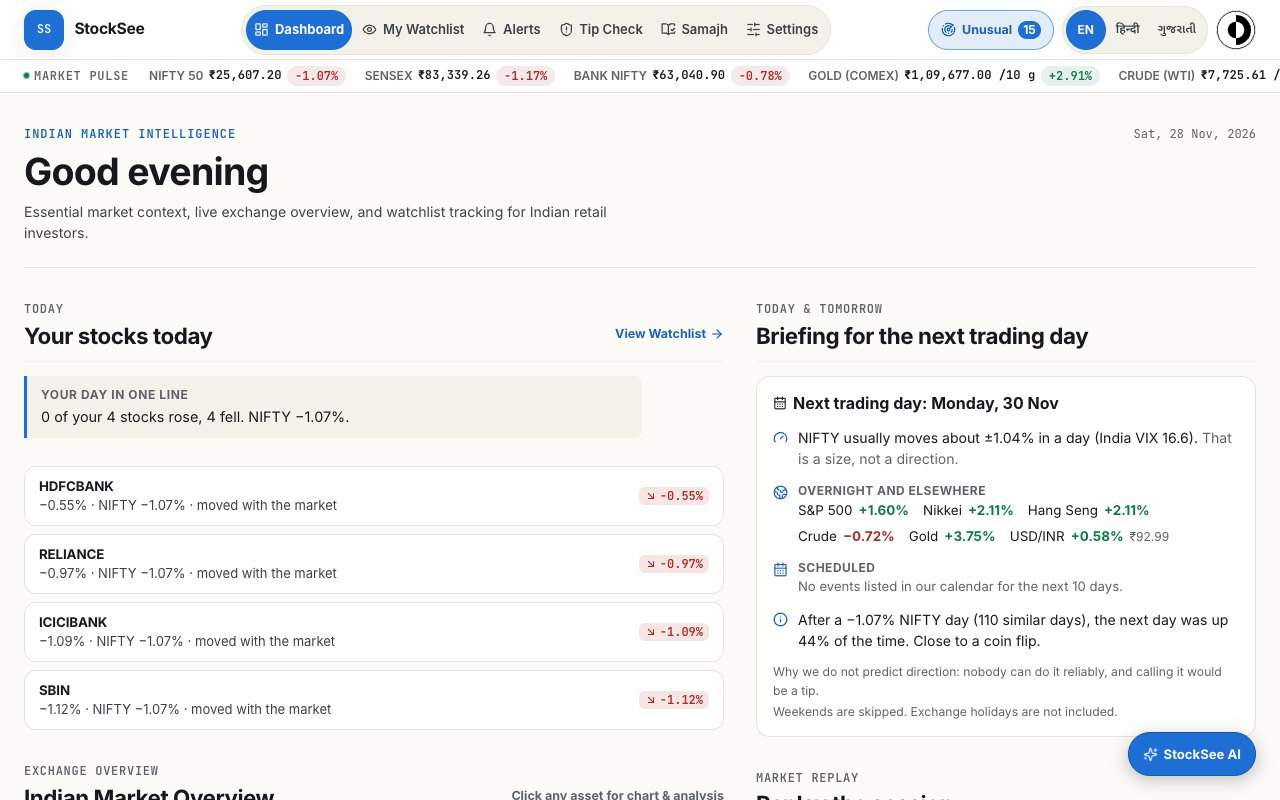 SS StockSee Dashboard My Watchlist Alerts Tip Check Samajh Settings Unusual 15 EN हिन्दी ગુજરાતી
MARKET PULSE NIFTY 50 ₹25,607.20 -1.07% SENSEX ₹83,339.26 -1.17% BANK NIFTY ₹63,040.90 -0.78% GOLD (COMEX) ₹1,09,677.00 /10 g +2.91% CRUDE (WTI) ₹7,725.61 /
INDIAN MARKET INTELLIGENCE
Sat, 28 Nov, 2026
Good evening
Essential market context, live exchange overview, and watchlist tracking for Indian retail
investors.
TODAY
Your stocks today
View Watchlist →
YOUR DAY IN ONE LINE
0 of your 4 stocks rose, 4 fell. NIFTY −1.07%.
HDFCBANK
−0.55% · NIFTY −1.07% · moved with the market
↘ -0.55%
RELIANCE
−0.97% · NIFTY −1.07% · moved with the market
↘ -0.97%
ICICIBANK
−1.09% · NIFTY −1.07% · moved with the market
↘ -1.09%
SBIN
−1.12% · NIFTY −1.07% · moved with the market
↘ -1.12%
EXCHANGE OVERVIEW
Indian Market Overview
Click any asset for chart & analysis
TODAY & TOMORROW
Briefing for the next trading day
Next trading day: Monday, 30 Nov
NIFTY usually moves about ±1.04% in a day (India VIX 16.6). That
is a size, not a direction.
OVERNIGHT AND ELSEWHERE
S&P 500 +1.60% Nikkei +2.11% Hang Seng +2.11%
Crude −0.72% Gold +3.75% USD/INR +0.58% ₹92.99
SCHEDULED
No events listed in our calendar for the next 10 days.
After a −1.07% NIFTY day (110 similar days), the next day was up
44% of the time. Close to a coin flip.
Why we do not predict direction: nobody can do it reliably, and calling it would
be a tip.
Weekends are skipped. Exchange holidays are not included.
StockSee AI
MARKET REPLAY